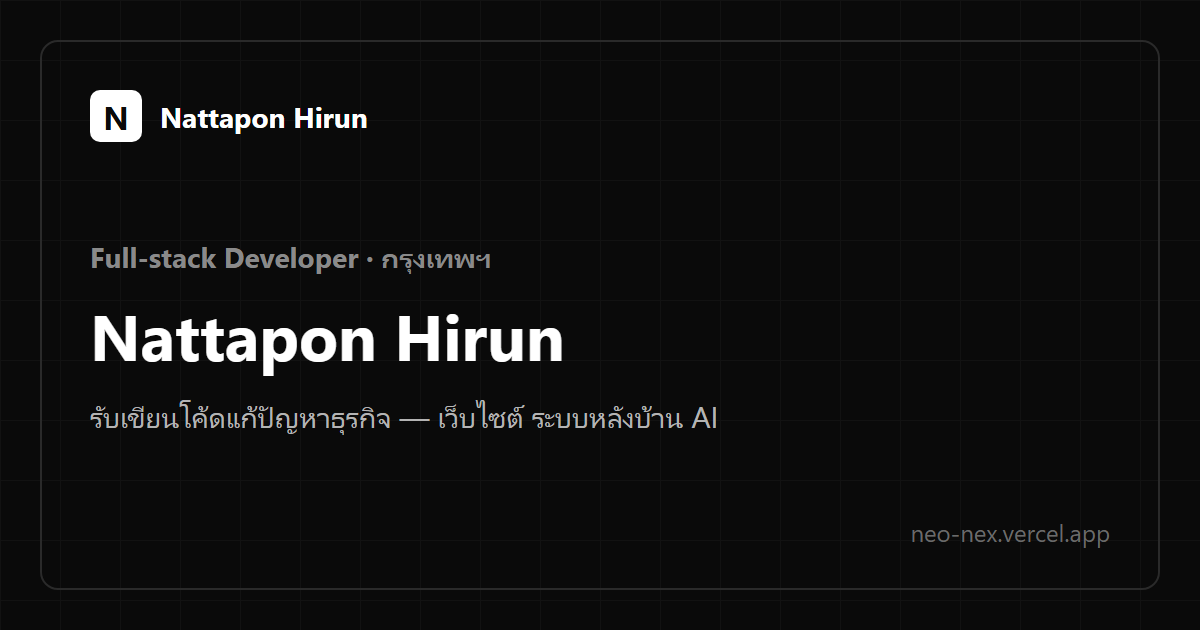 N
Nattapon Hirun
Full-stack Developer · กรุงเทพฯ
Nattapon Hirun
รับเขียนโค้ดแก้ปัญหาธุรกิจ — เว็บไซต์ ระบบหลังบ้าน AI
neo-nex.vercel.app